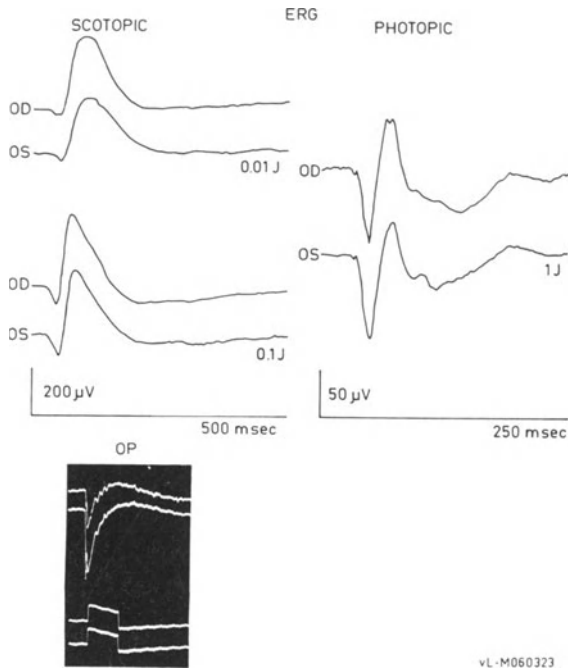 ERG
SCOTOPIC
PHOTOPIC
OD
OS
0.01 J
OD
OS
0.1 J
200 µV
500 msec
OD
OS
1J
50 µV
250 msec
OP
vL-M060323